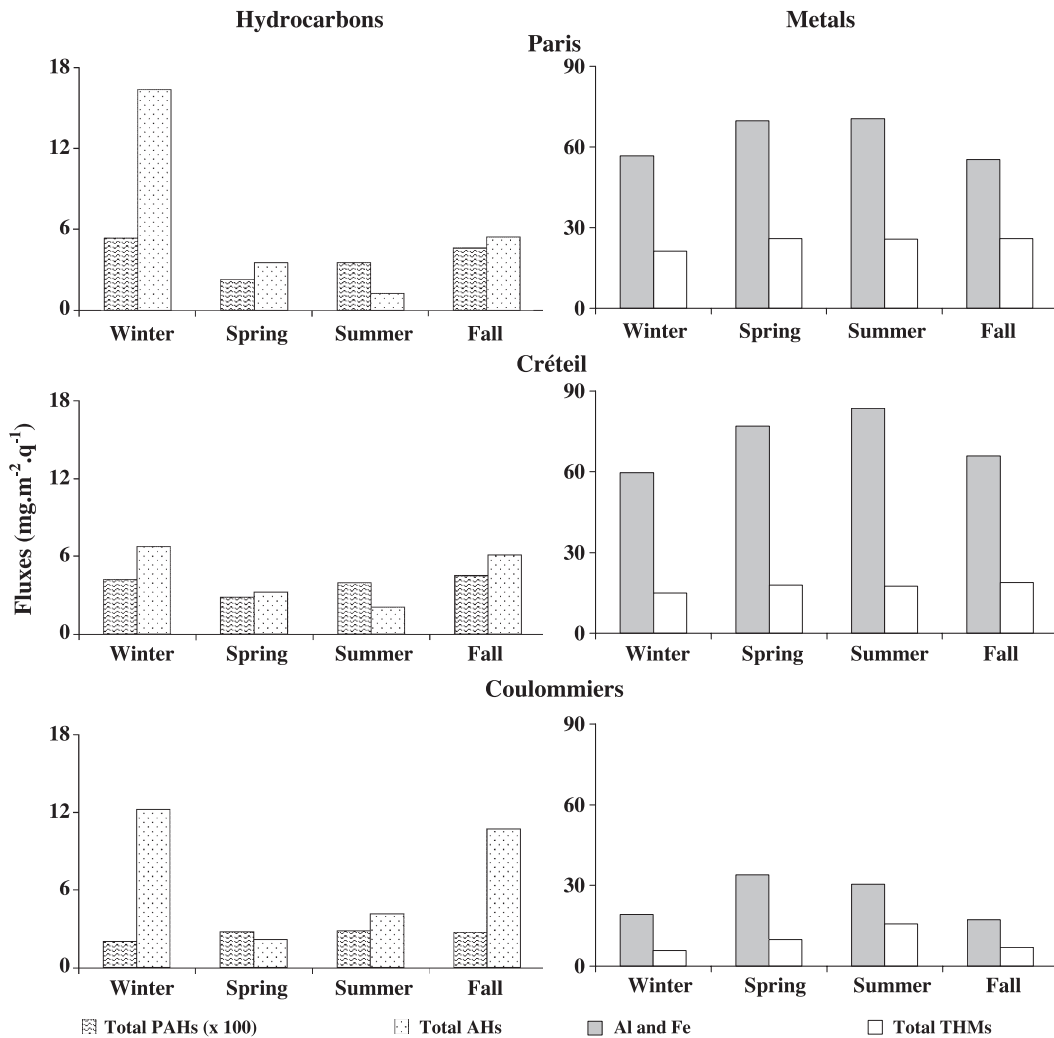 Hydrocarbons Metals
Paris
18
12
6
0
Winter Spring Summer Fall
90
60
30
0
Winter Spring Summer Fall
Créteil
Fluxes (mg.m-2.q-1)
18
12
6
0
Winter Spring Summer Fall
90
60
30
0
Winter Spring Summer Fall
Coulommiers
18
12
6
0
Winter Spring Summer Fall
90
60
30
0
Winter Spring Summer Fall
Total PAHs (x 100) Total AHs Al and Fe Total THMs